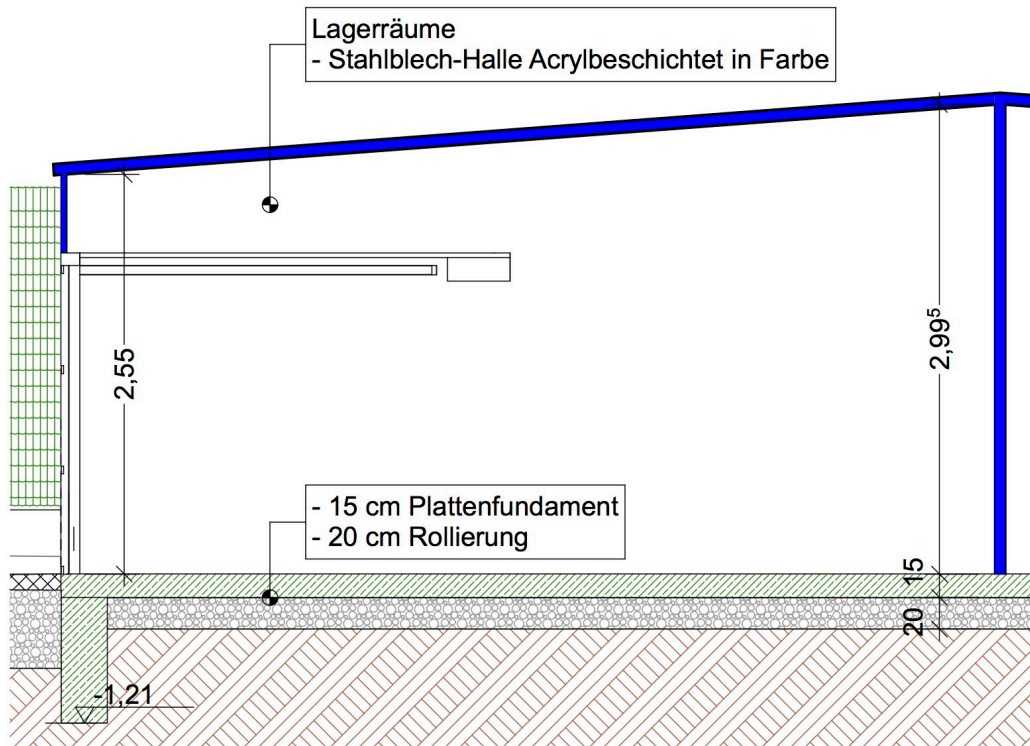 Lagerräume
- Stahlblech-Halle Acrylbeschichtet in Farbe
2,55
2,99⁵
- 15 cm Plattenfundament
- 20 cm Rollierung
15
20
-1,21